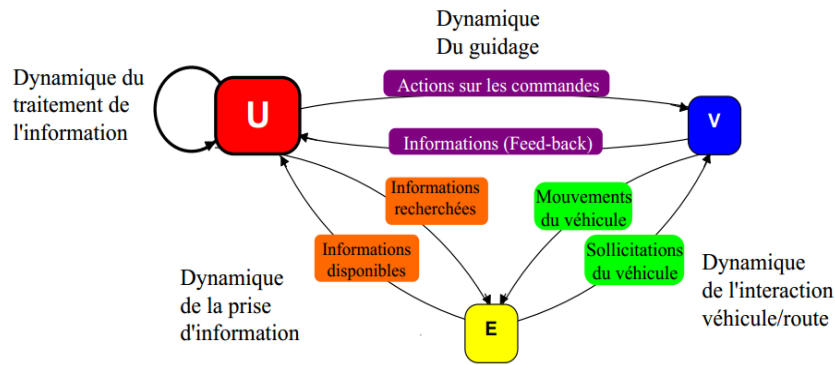 Dynamique
Du guidage
Dynamique du
traitement de
l'information
U
Actions sur les commandes
V
Informations (Feed-back)
Informations
recherchées
Mouvements
du véhicule
Informations
disponibles
Sollicitations
du véhicule
Dynamique
de la prise
d'information
E
Dynamique
de l'interaction
véhicule/route